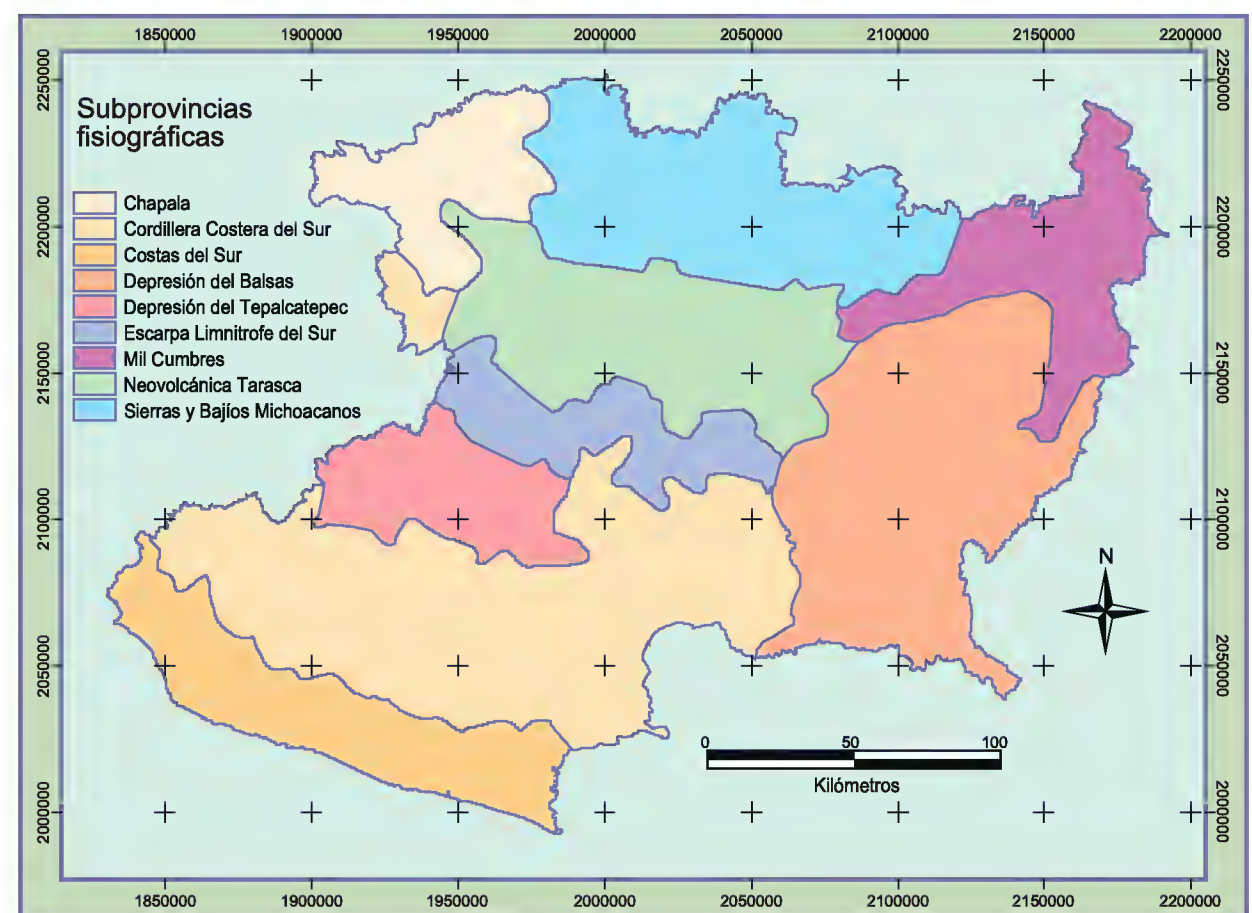 1850000 1900000 1950000 2000000 2050000 2100000 2150000 2200000
2250000
2250000
Subprovincias
fisiográficas
Chapala
Cordillera Costera del Sur
Costas del Sur
Depresión del Balsas
Depresión del Tepalcatepec
Escarpa Limnitrofe del Sur
Mil Cumbres
Neovolcánica Tarasca
Sierras y Bajíos Michoacanos
2200000
2200000
2150000
2150000
2100000
2100000
N
2050000
2050000
0 50 100
Kilómetros
2000000
2000000
1850000 1900000 1950000 2000000 2050000 2100000 2150000 2200000